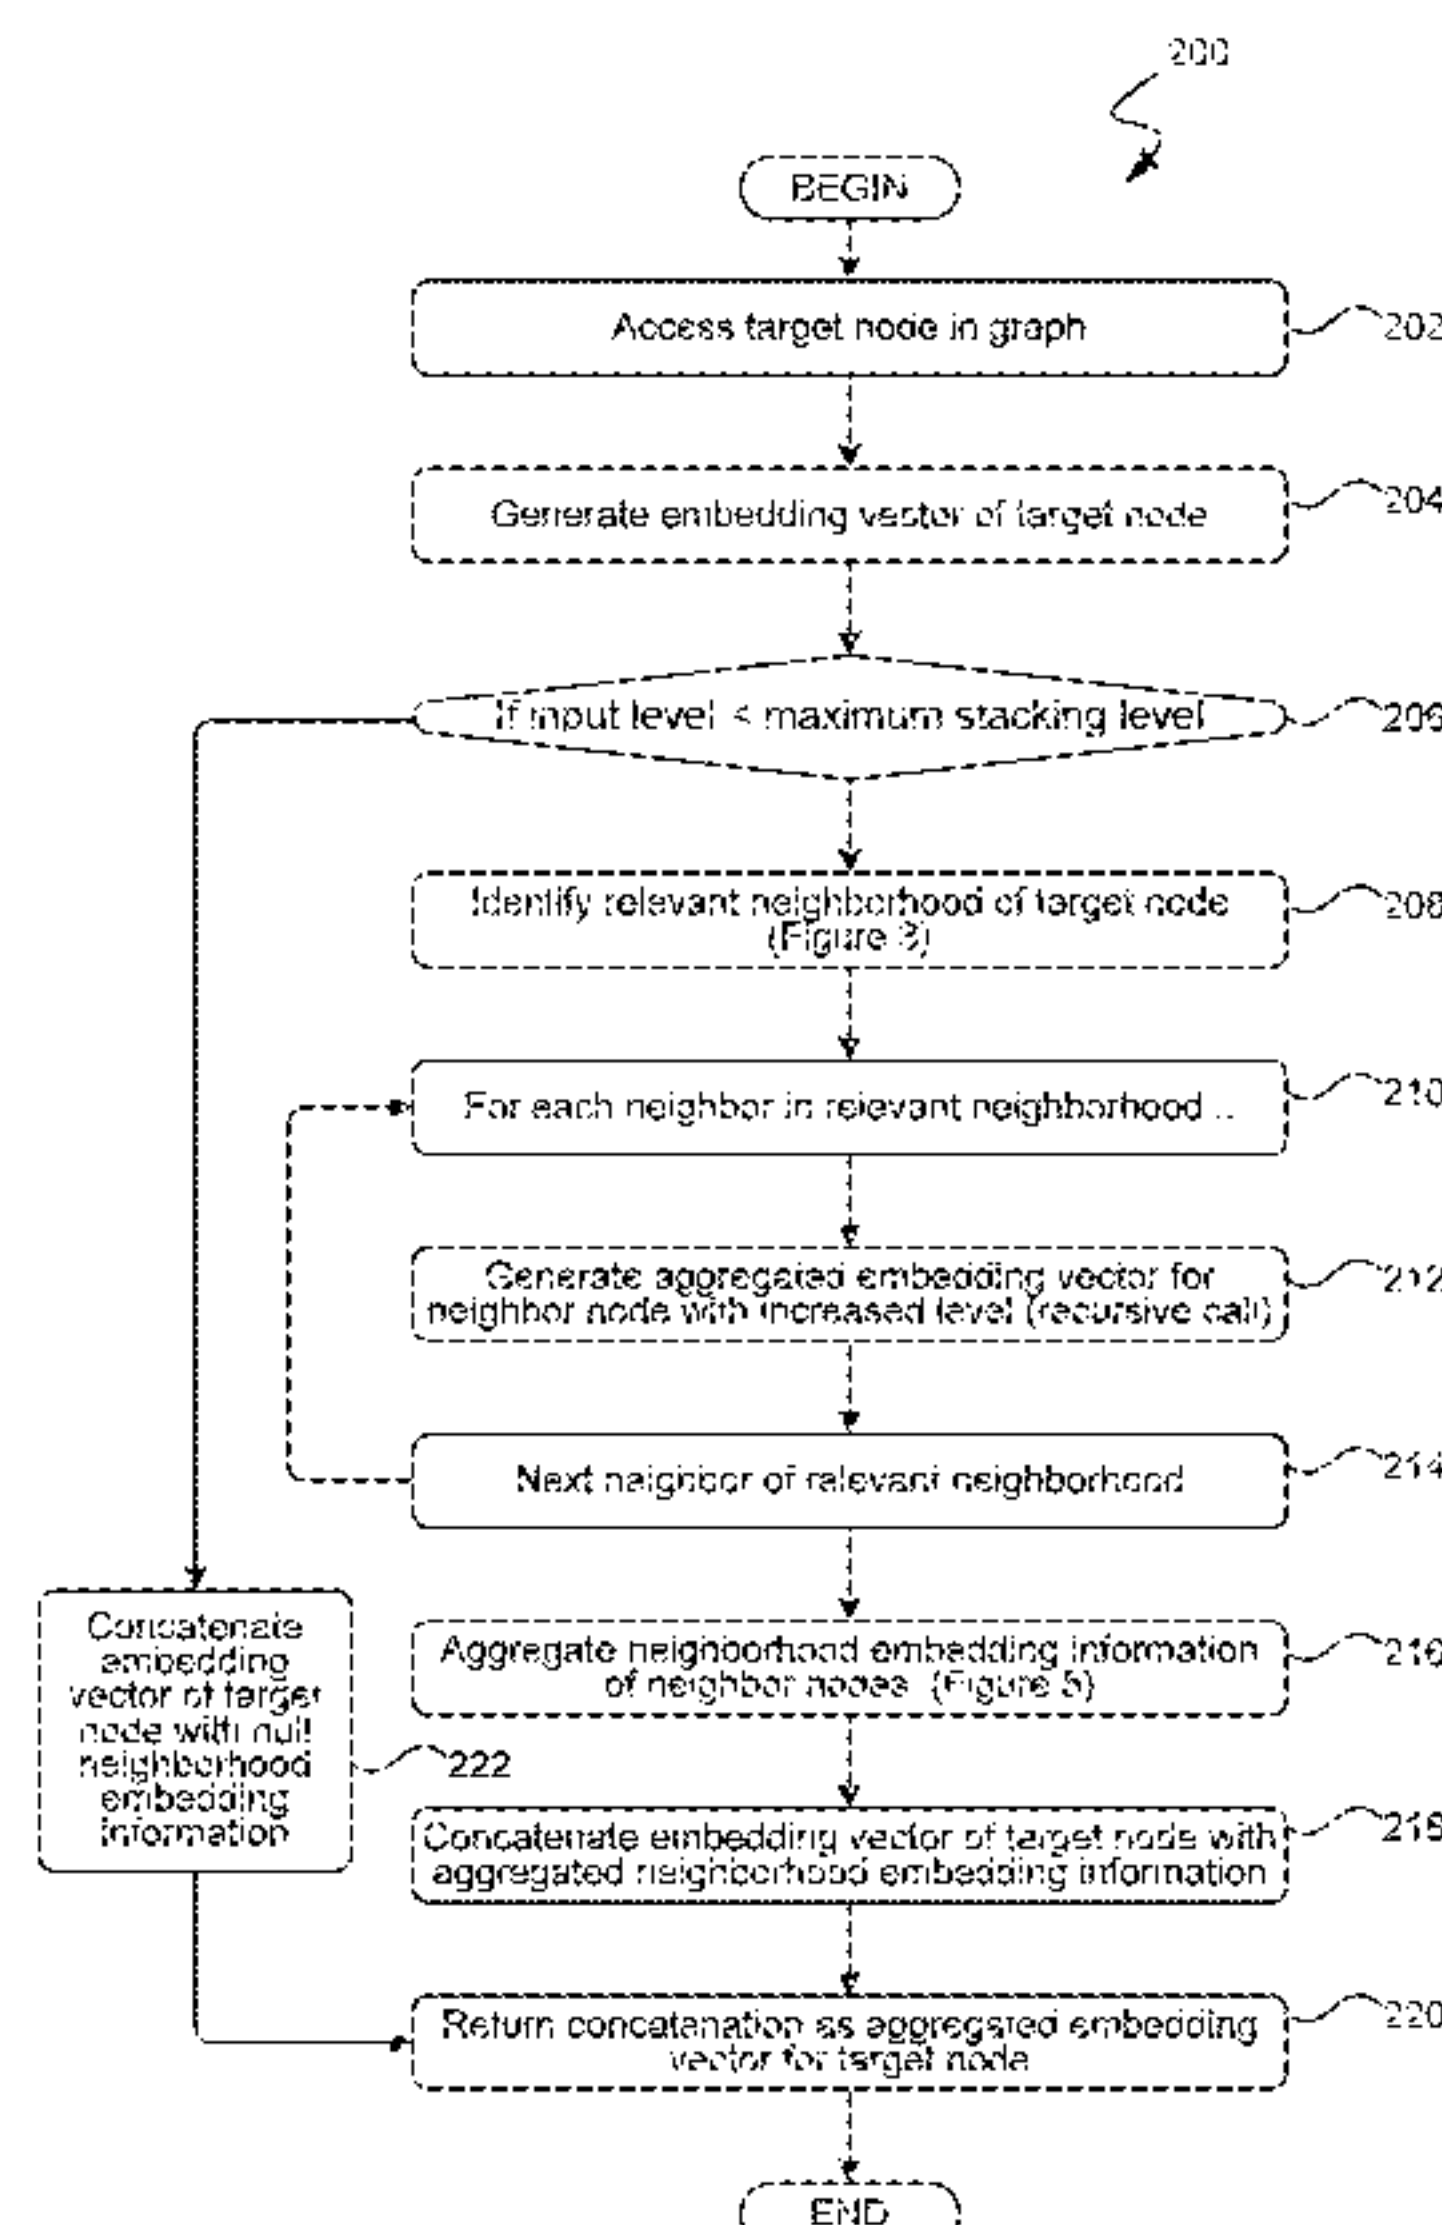 200
BEGIN
Access target node in graph
202
Generate embedding vector of target node
204
If input level < maximum stacking level
206
Identify relevant neighborhood of target node
(Figure 3)
208
For each neighbor in relevant neighborhood ..
210
Generate aggregated embedding vector for
neighbor node with increased level (recursive call)
212
Next neighbor of relevant neighborhood
214
Aggregate neighborhood embedding information
of neighbor nodes (Figure 5)
216
Concatenate
embedding
vector of target
node with null
neighborhood
embedding
information
222
Concatenate embedding vector of target node with
aggregated neighborhood embedding information
218
Return concatenation as aggregated embedding
vector for target node
220
END